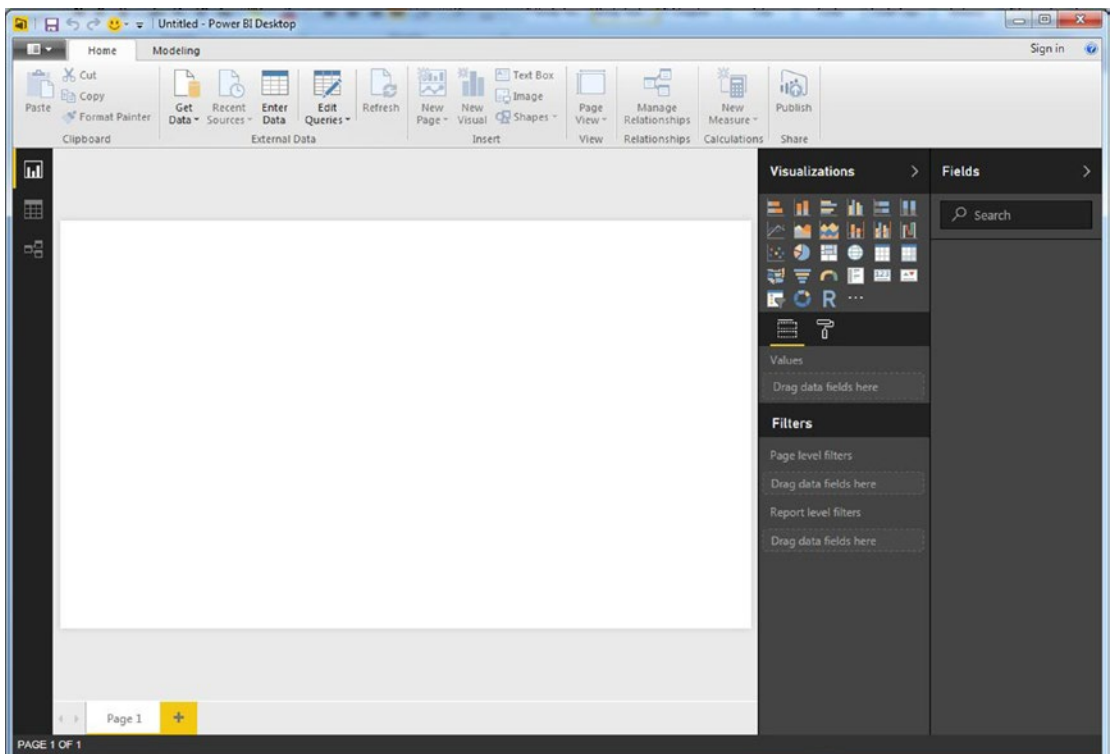 Untitled - Power BI Desktop
Home Modeling Sign in
Cut
Copy
Format Painter
Paste
Clipboard
Get Data
Recent Sources
Enter Data
Edit Queries
Refresh
External Data
New Page
New Visual
Text Box
Image
Shapes
Insert
Page View
View
Manage Relationships
Relationships
New Measure
Calculations
Publish
Share
Visualizations
R
Values
Drag data fields here
Filters
Page level filters
Drag data fields here
Report level filters
Drag data fields here
Fields
Search
Page 1
PAGE 1 OF 1